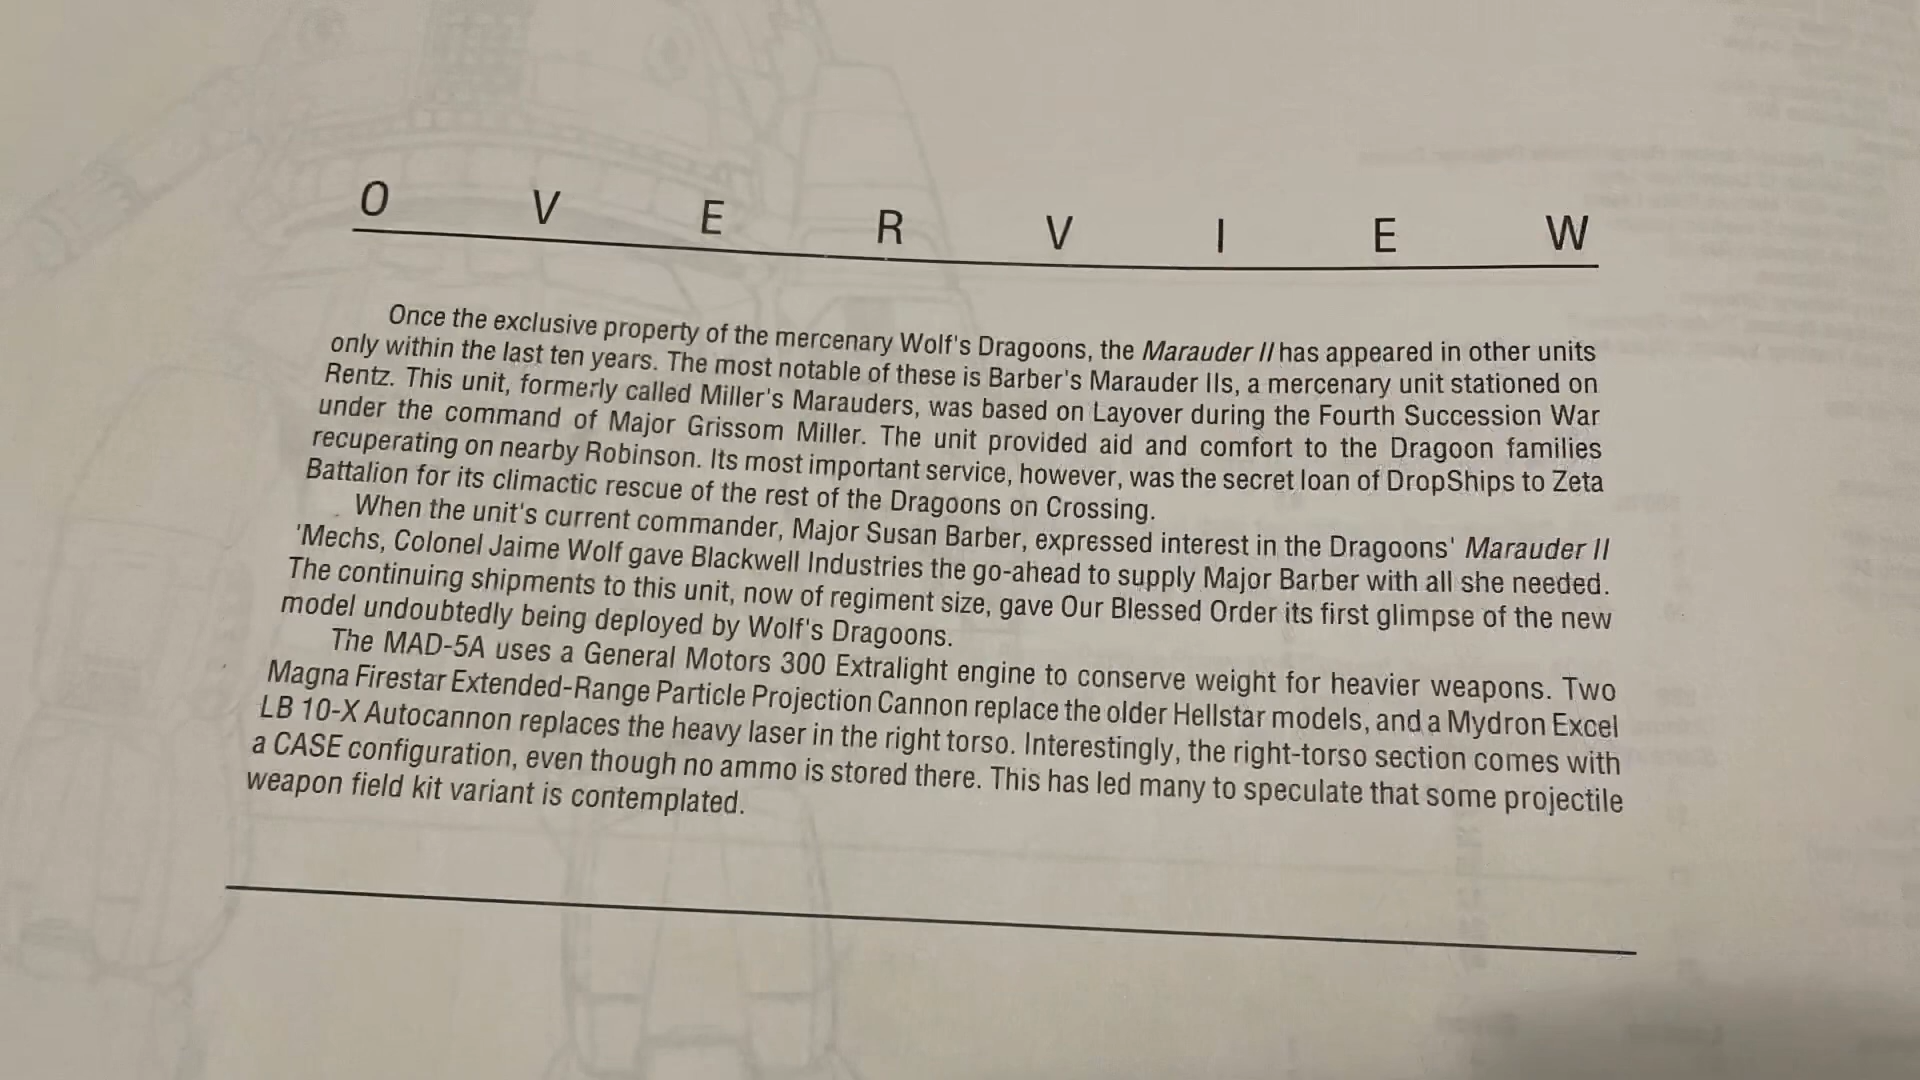 O V E R V I E W
Once the exclusive property of the mercenary Wolf's Dragoons, the Marauder II has appeared in other units
only within the last ten years. The most notable of these is Barber's Marauder IIs, a mercenary unit stationed on
Rentz. This unit, formerly called Miller's Marauders, was based on Layover during the Fourth Succession War
under the command of Major Grissom Miller. The unit provided aid and comfort to the Dragoon families
recuperating on nearby Robinson. Its most important service, however, was the secret loan of DropShips to Zeta
Battalion for its climactic rescue of the rest of the Dragoons on Crossing.
When the unit's current commander, Major Susan Barber, expressed interest in the Dragoons' Marauder II
'Mechs, Colonel Jaime Wolf gave Blackwell Industries the go-ahead to supply Major Barber with all she needed.
The continuing shipments to this unit, now of regiment size, gave Our Blessed Order its first glimpse of the new
model undoubtedly being deployed by Wolf's Dragoons.
The MAD-5A uses a General Motors 300 Extralight engine to conserve weight for heavier weapons. Two
Magna Firestar Extended-Range Particle Projection Cannon replace the older Hellstar models, and a Mydron Excel
LB 10-X Autocannon replaces the heavy laser in the right torso. Interestingly, the right-torso section comes with
a CASE configuration, even though no ammo is stored there. This has led many to speculate that some projectile
weapon field kit variant is contemplated.